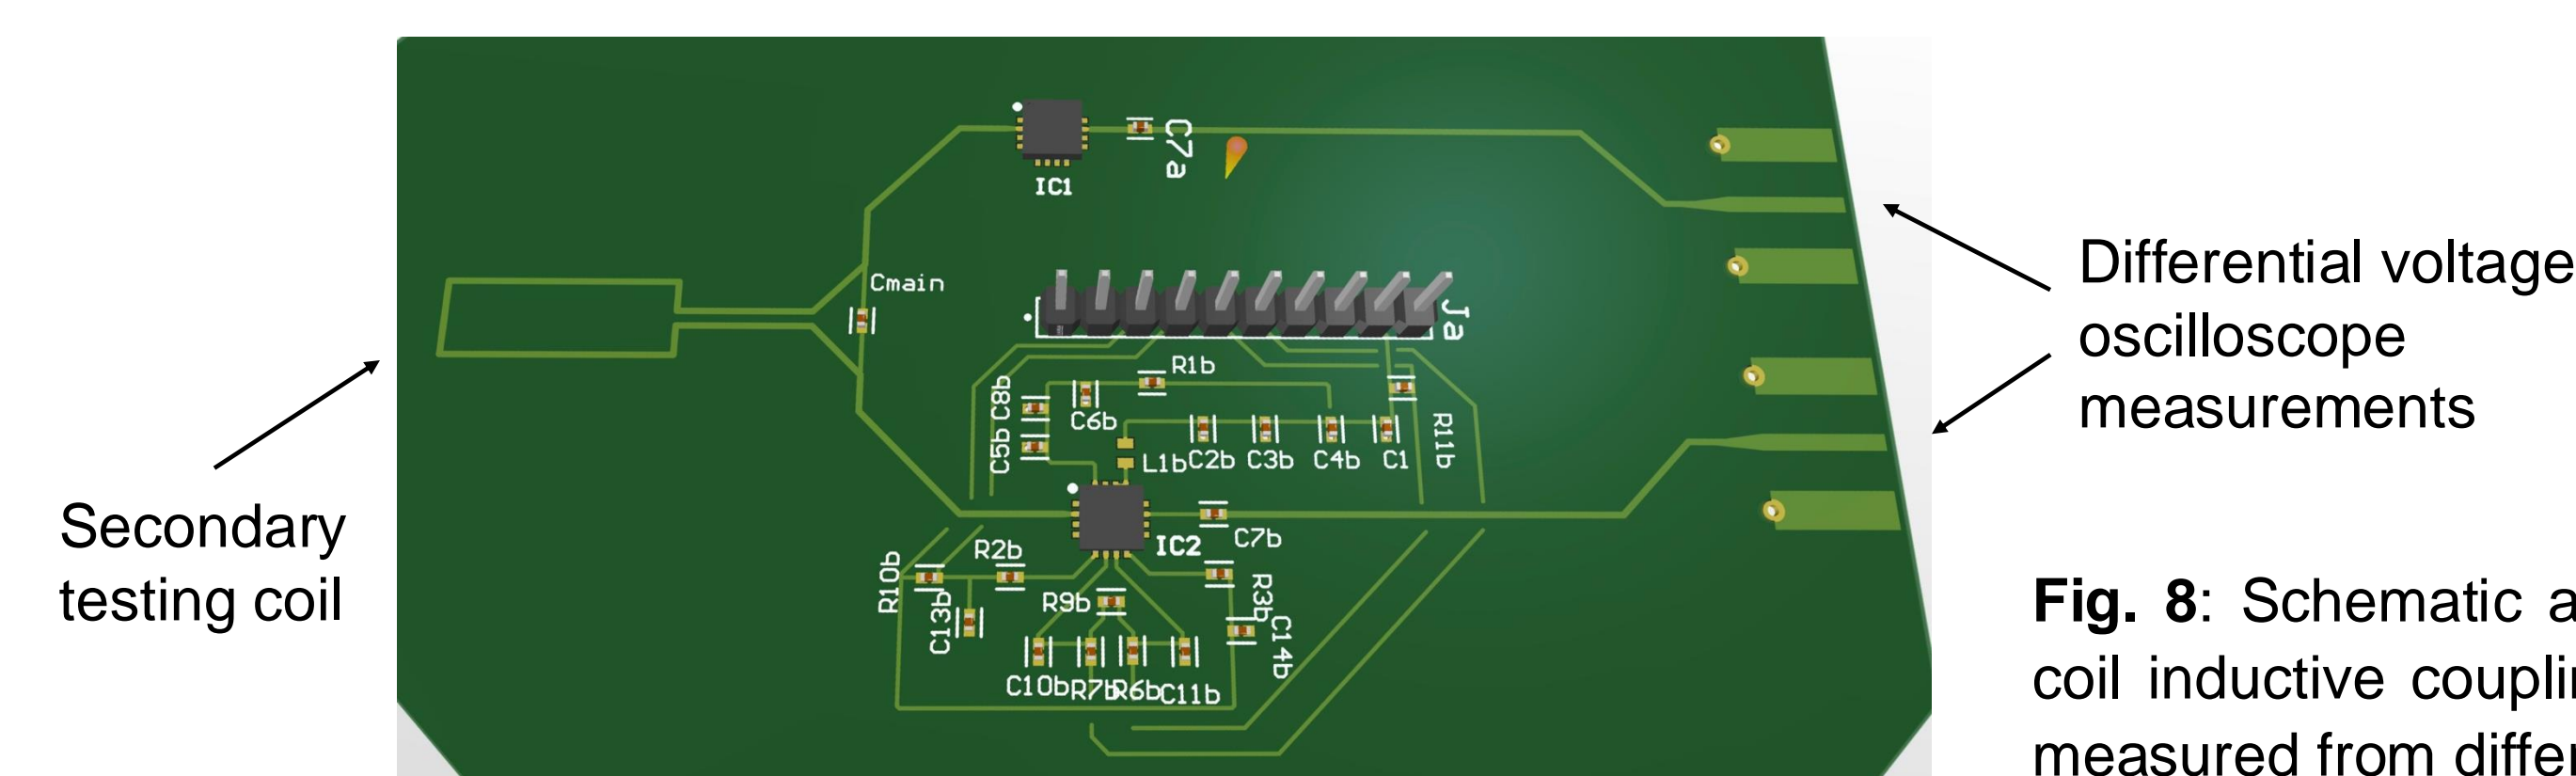 IC1
C7a
Cmain
Ja
R1b
C8b
C6b
C5b
L1b
C2b
C3b
C4b
C1
R11b
IC2
C7b
R2b
R10b
C13b
R9b
R3b
C14b
C10b
R7b
R6b
C11b
Secondary
testing coil
Differential voltage
oscilloscope
measurements
Fig. 8: Schematic a
coil inductive couplin
measured from differ